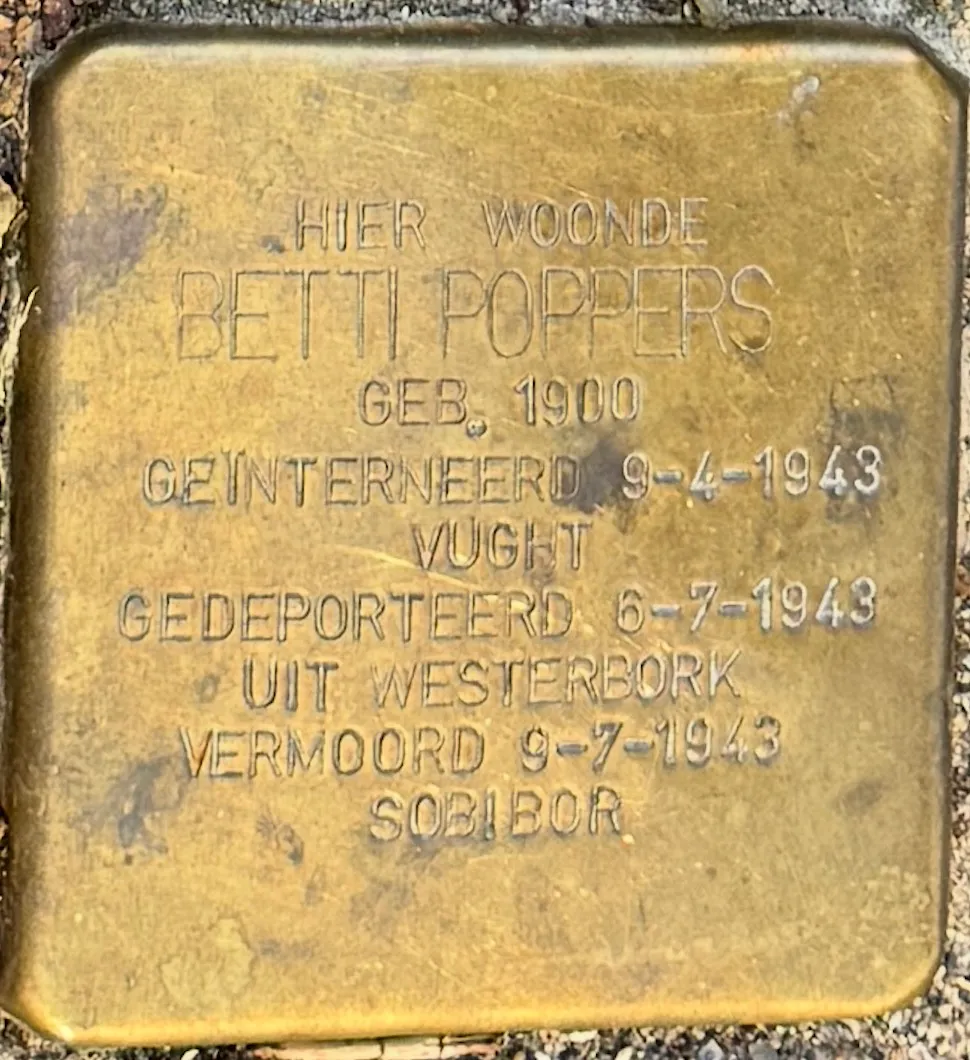 HIER WOONDE
BETTI POPPERS
GEB. 1900
GEÏNTERNEERD 9-4-1943
VUGHT
GEDEPORTEERD 6-7-1943
UIT WESTERBORK
VERMOORD 9-7-1943
SOBIBOR